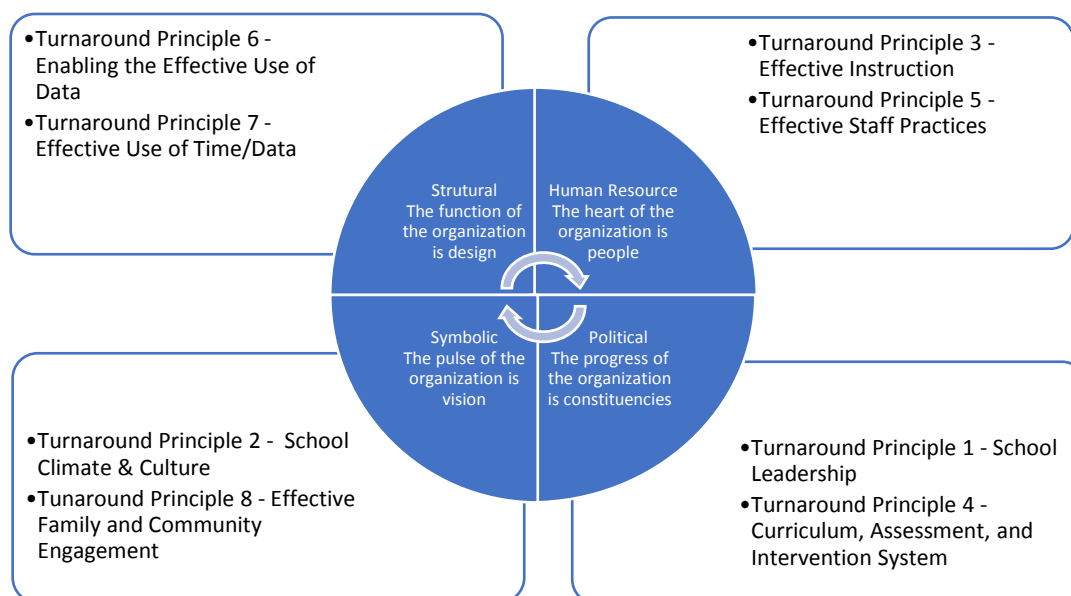 •Turnaround Principle 6 -
Enabling the Effective Use of
Data
•Turnaround Principle 7 -
Effective Use of Time/Data
•Turnaround Principle 3 -
Effective Instruction
•Turnaround Principle 5 -
Effective Staff Practices
Strutural
The function of
the organization
is design
Human Resource
The heart of the
organization is
people
Symbolic
The pulse of the
organization is
vision
Political
The progress of
the organization
is constituencies
•Turnaround Principle 2 - School
Climate & Culture
•Tunaround Principle 8 - Effective
Family and Community
Engagement
•Turnaround Principle 1 - School
Leadership
•Turnaround Principle 4 -
Curriculum, Assessment, and
Intervention System